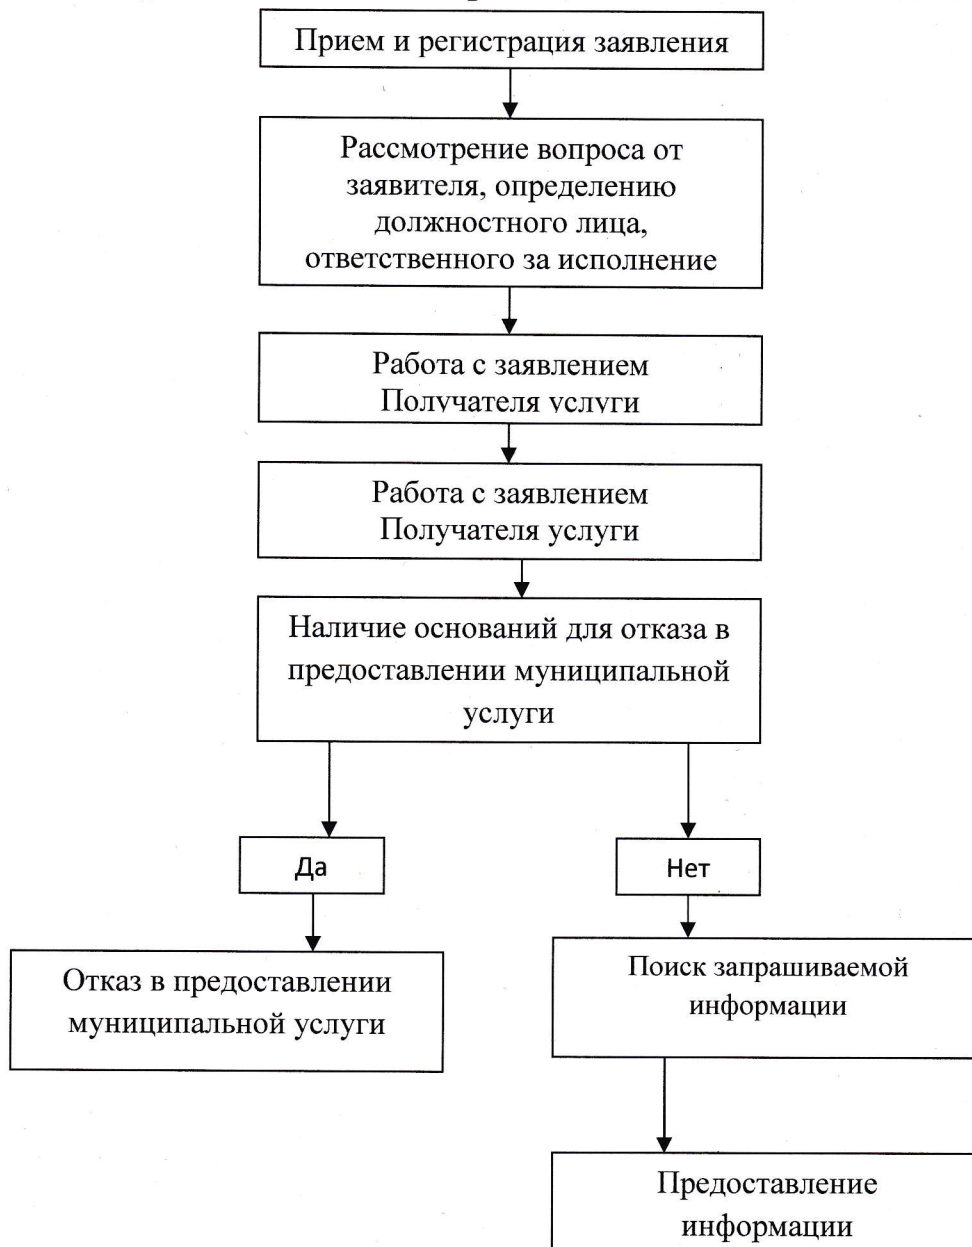 Прием и регистрация заявления
Рассмотрение вопроса от
заявителя, определению
должностного лица,
ответственного за исполнение
Работа с заявлением
Получателя услуги
Работа с заявлением
Получателя услуги
Наличие оснований для отказа в
предоставлении муниципальной
услуги
Да
Нет
Отказ в предоставлении
муниципальной услуги
Поиск запрашиваемой
информации
Предоставление
информации